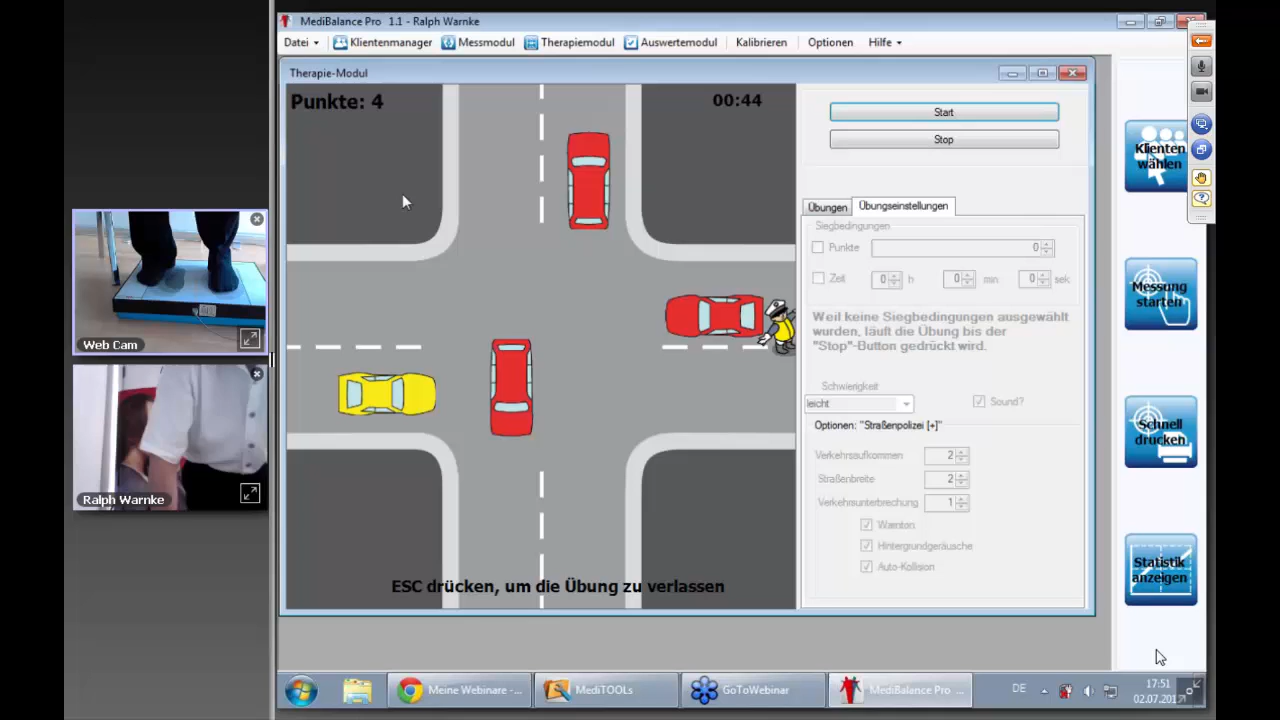 MediBalance Pro 1.1 - Ralph Warnke
Datei Klientenmanager Messmodul Therapiemodul Auswertemodul Kalibrieren Optionen Hilfe
Therapie-Modul
Punkte: 4
00:44
Start
Stop
Übungen Übungseinstellungen
Siegbedingungen
Punkte 0
Zeit 0 h 0 min 0 sek
Weil keine Siegbedingungen ausgewählt
wurden, läuft die Übung bis der
"Stop"-Button gedrückt wird.
Schwierigkeit
leicht
Sound?
Optionen: "Straßenpolizei [+]"
Verkehrsaufkommen 2
Straßenbreite 2
Verkehrsunterbrechung 1
Warnton
Hintergrundgeräusche
Auto-Kollision
ESC drücken, um die Übung zu verlassen
Klienten
wählen
Messung
starten
Schnell
drucken
Statistik
anzeigen
Web Cam
Ralph Warnke
Meine Webinare - ...
MediTOOLs
GoToWebinar
MediBalance Pro ...
DE
17:51
02.07.201